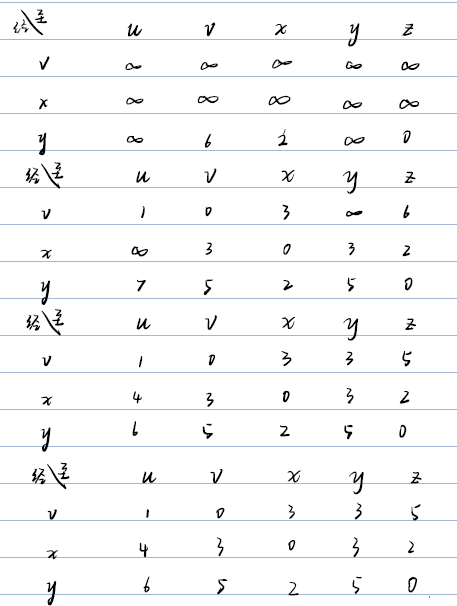 经\至 u v x y z
v ∞ ∞ ∞ ∞ ∞
x ∞ ∞ ∞ ∞ ∞
y ∞ 6 2 ∞ 0
经\至 u v x y z
v 1 0 3 ∞ 6
x ∞ 3 0 3 2
y 7 5 2 5 0
经\至 u v x y z
v 1 0 3 3 5
x 4 3 0 3 2
y 6 5 2 5 0
经\至 u v x y z
v 1 0 3 3 5
x 4 3 0 3 2
y 6 5 2 5 0